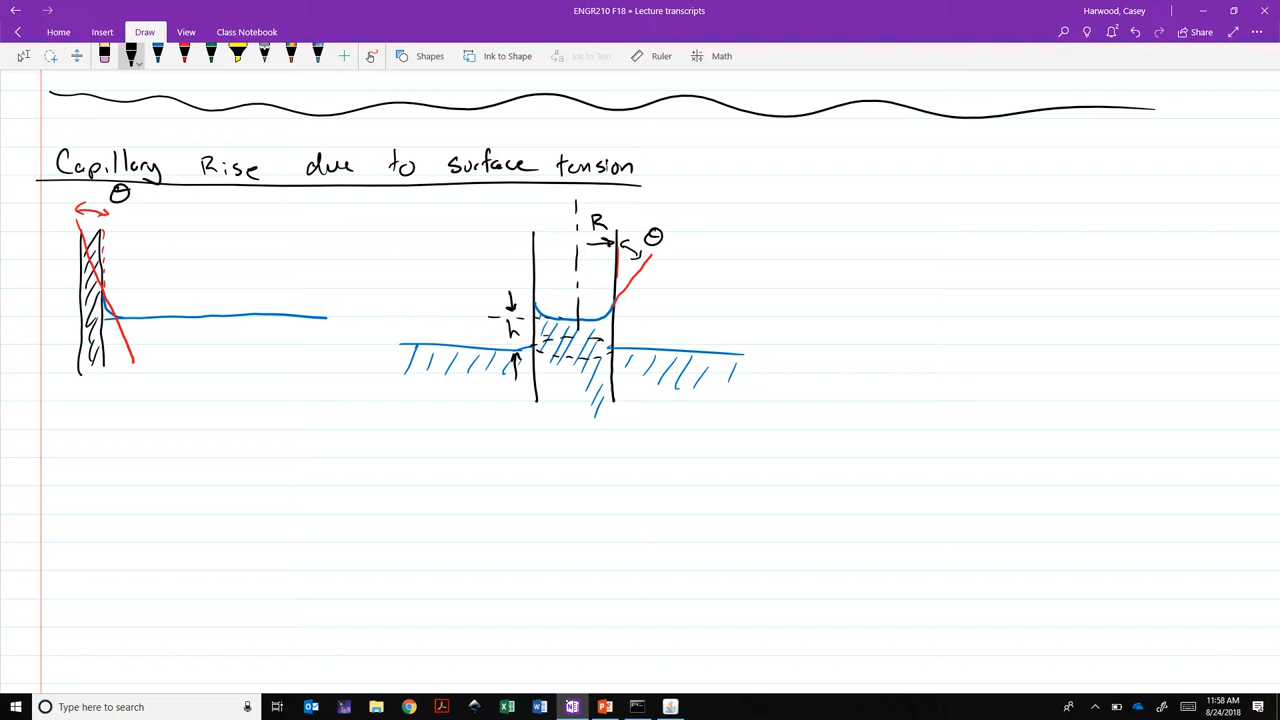 ENGR210 F18 » Lecture transcripts
Harwood, Casey
Home Insert Draw View Class Notebook
Share
Shapes Ink to Shape Ink to Text Ruler Math
Capillary Rise due to surface tension
θ
R
θ
h
Type here to search
11:58 AM
8/24/2018